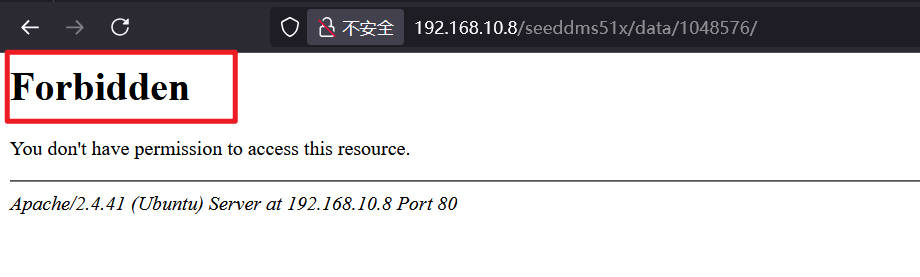 不安全 192.168.10.8/seeddms51x/data/1048576/
Forbidden
You don't have permission to access this resource.
Apache/2.4.41 (Ubuntu) Server at 192.168.10.8 Port 80